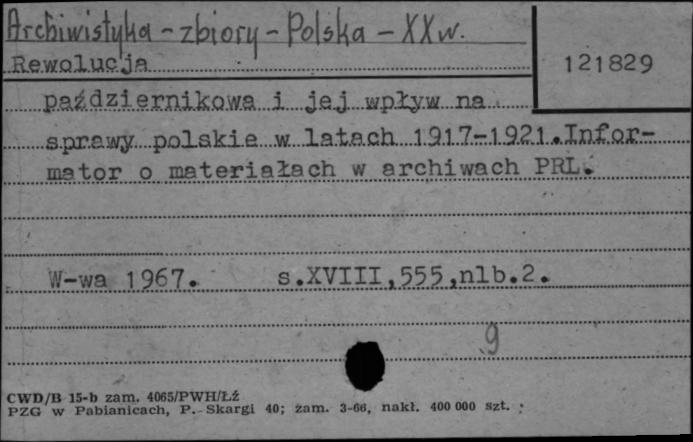 Archiwistyka - zbiory - Polska - XX w.
Rewolucja
121829
październikowa i jej wpływ na
sprawy polskie w latach 1917-1921.Infor-
mator o materiałach w archiwach PRL.
W-wa 1967. s.XVIII,555,nlb.2.
9
CWD/B 15-b zam. 4065/PWH/ŁŹ
PZG w Pabianicach, P. Skargi 40; zam. 3-66, nakł. 400 000 szt.